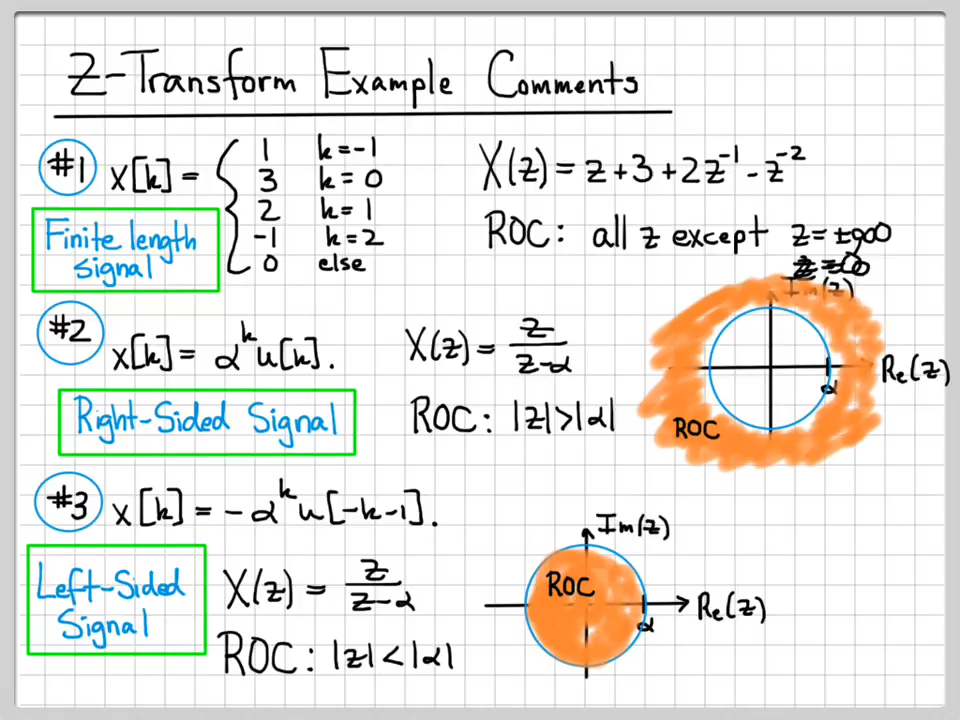 Z-Transform Example Comments
#1 x[k] = { 1 k=-1
3 k=0
2 k=1
-1 k=2
0 else
X(z) = z + 3 + 2z⁻¹ - z⁻²
Finite length
signal
ROC: all z except z=±∞
Im(z)
#2 x[k] = α^k u[k].
X(z) = z/(z-α)
Re(z)
α
Right-Sided Signal
ROC: |z|>|α|
ROC
#3 x[k] = -α^k u[-k-1].
Im(z)
Left-Sided
Signal
X(z) = z/(z-α)
ROC
Re(z)
α
ROC: |z|<|α|